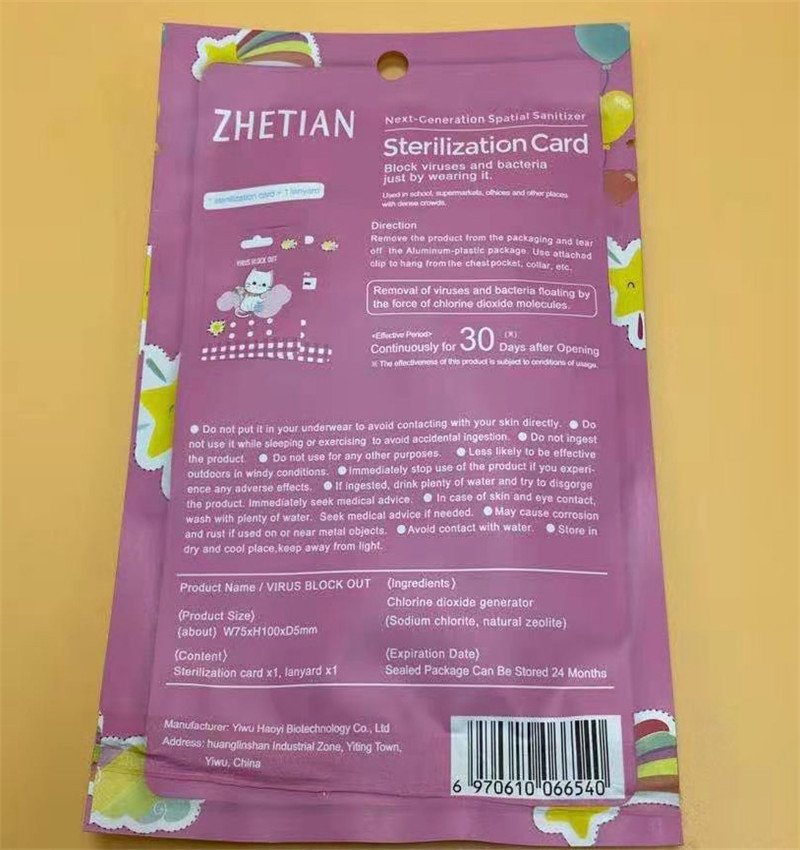 ZHETIAN
Next-Generation Spatial Sanitizer
Sterilization Card
Block viruses and bacteria
just by wearing it.
Used in school, supermarkets, offices and other places
with dense crowds.
1 sterilization card + 1 lanyard
VIRUS BLOCK OUT
Direction
Remove the product from the packaging and tear
off the Aluminum-plastic package. Use attached
clip to hang from the chest pocket, collar, etc.
Removal of viruses and bacteria floating by
the force of chlorine dioxide molecules.
<Effective Period>
Continuously for 30 (※) Days after Opening
※ The effectiveness of this product is subject to conditions of usage.
● Do not put it in your underwear to avoid contacting with your skin directly. ● Do
not use it while sleeping or exercising to avoid accidental ingestion. ● Do not ingest
the product. ● Do not use for any other purposes. ● Less likely to be effective
outdoors in windy conditions. ● Immediately stop use of the product if you experi-
ence any adverse effects. ● If ingested, drink plenty of water and try to disgorge
the product. Immediately seek medical advice. ● In case of skin and eye contact,
wash with plenty of water. Seek medical advice if needed. ● May cause corrosion
and rust if used on or near metal objects. ● Avoid contact with water. ● Store in
dry and cool place,keep away from light.
Product Name / VIRUS BLOCK OUT
(Product Size)
(about) W75xH100xD5mm
(Content)
Sterilization card x1, lanyard x1
(Ingredients)
Chlorine dioxide generator
(Sodium chlorite, natural zeolite)
(Expiration Date)
Sealed Package Can Be Stored 24 Months
Manufacturer: Yiwu Haoyi Biotechnology Co., Ltd
Address: huanglinshan Industrial Zone, Yiting Town,
Yiwu, China
6 970610 066540